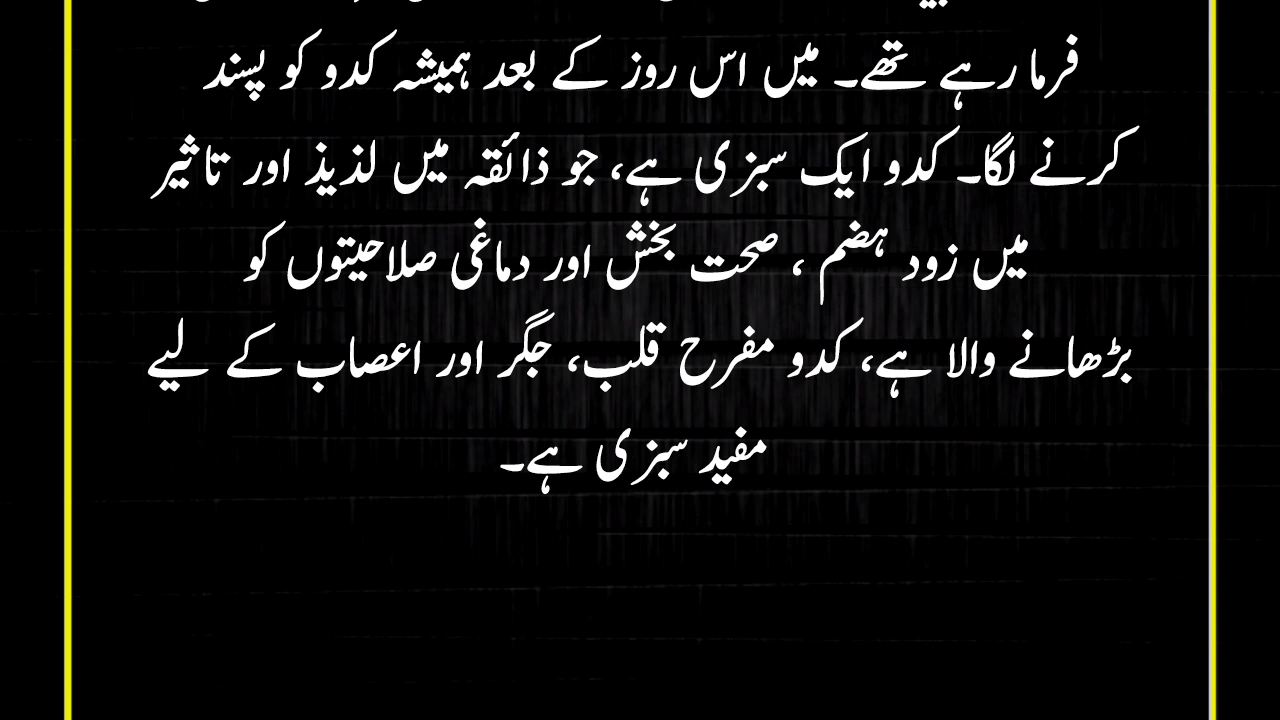 فرما رہے تھے۔ میں اس روز کے بعد ہمیشہ کدو کو پسند
کرنے لگا۔ کدو ایک سبزی ہے، جو ذائقہ میں لذیذ اور تاثیر
میں زود ہضم ، صحت بخش اور دماغی صلاحیتوں کو
بڑھانے والا ہے، کدو مفرح قلب، جگر اور اعصاب کے لیے
مفید سبزی ہے۔